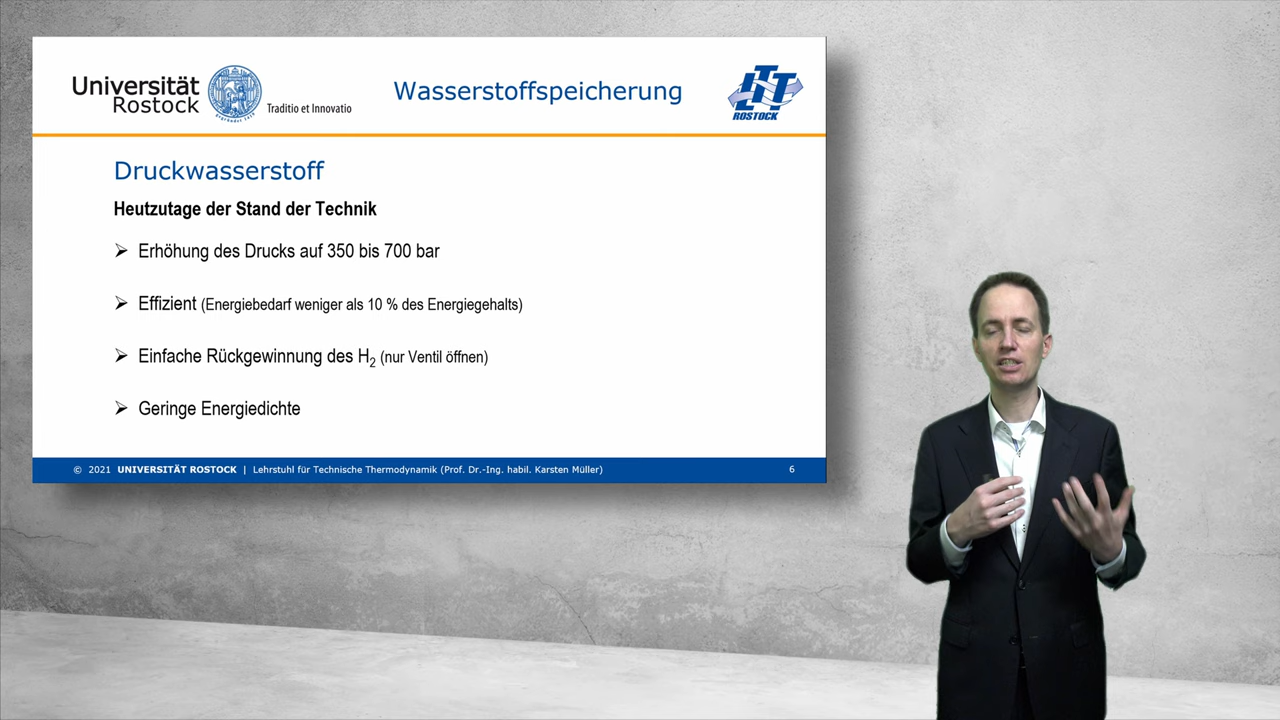 Universität
Rostock
Traditio et Innovatio
Wasserstoffspeicherung
ITT
ROSTOCK
Druckwasserstoff
Heutzutage der Stand der Technik
➢ Erhöhung des Drucks auf 350 bis 700 bar
➢ Effizient (Energiebedarf weniger als 10 % des Energiegehalts)
➢ Einfache Rückgewinnung des H₂ (nur Ventil öffnen)
➢ Geringe Energiedichte
© 2021 UNIVERSITÄT ROSTOCK | Lehrstuhl für Technische Thermodynamik (Prof. Dr.-Ing. habil. Karsten Müller) 6